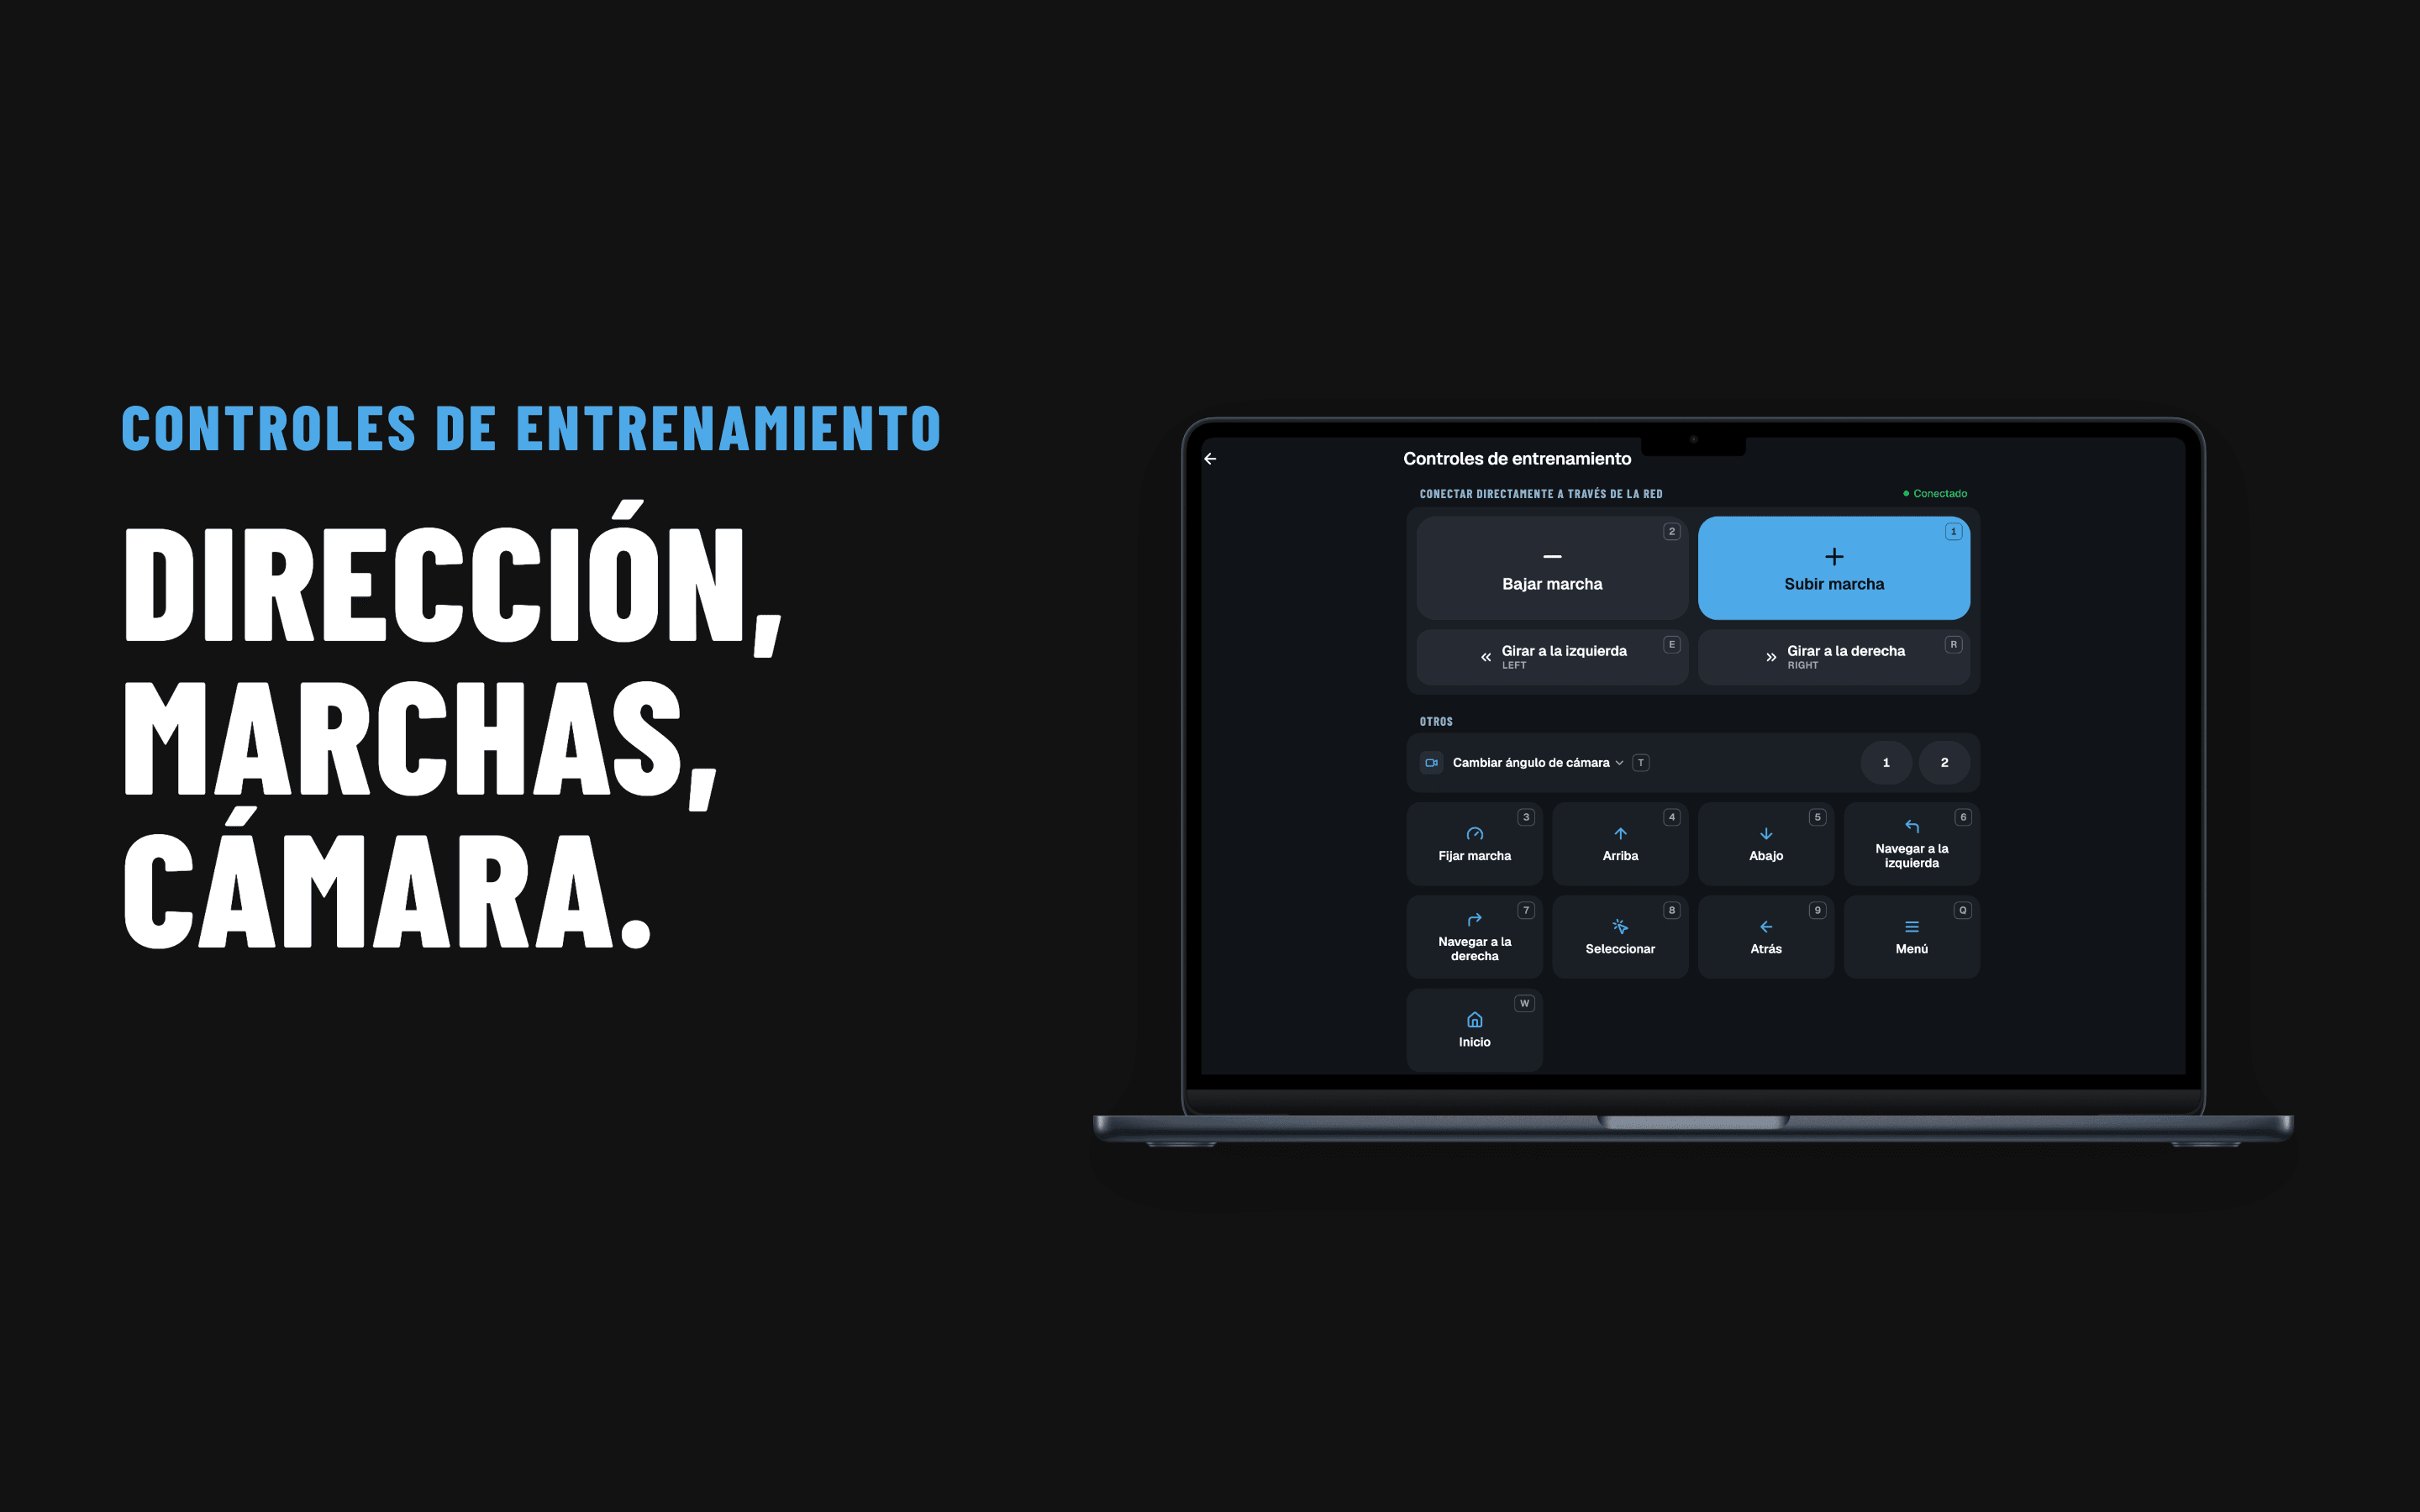 CONTROLES DE ENTRENAMIENTO
DIRECCIÓN,
MARCHAS,
CÁMARA.
Controles de entrenamiento
CONECTAR DIRECTAMENTE A TRAVÉS DE LA RED
Conectado
2
Bajar marcha
1
Subir marcha
Girar a la izquierda
E
LEFT
Girar a la derecha
R
RIGHT
OTROS
Cambiar ángulo de cámara
T
1
2
3
Fijar marcha
4
Arriba
5
Abajo
6
Navegar a la
izquierda
7
Navegar a la
derecha
8
Seleccionar
9
Atrás
Q
Menú
W
Inicio